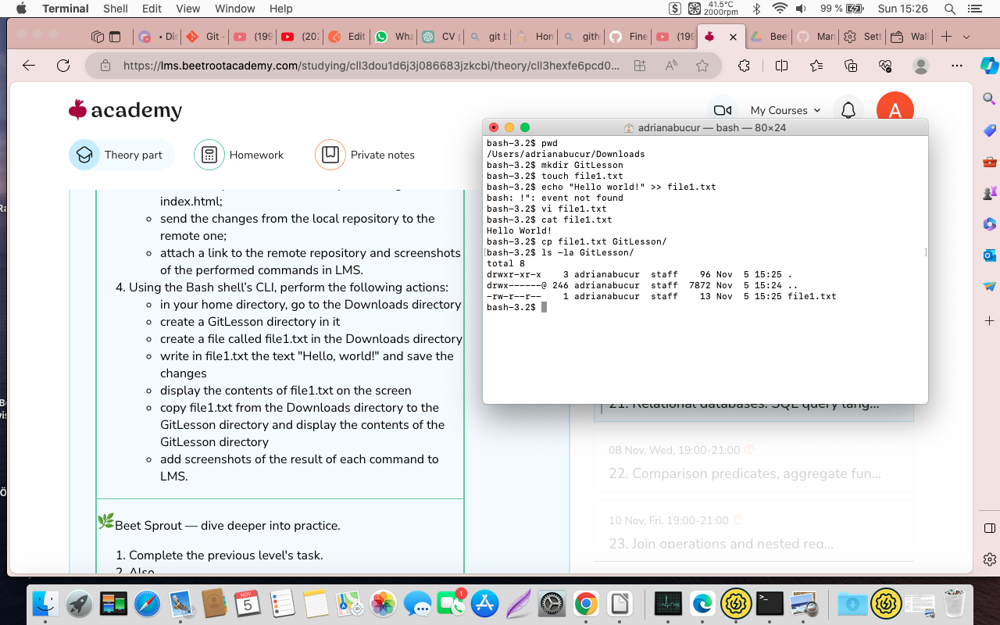 Terminal Shell Edit View Window Help
41.5°C
2000rpm
99 % Sun 15:26
Git - (199 (202 Edit Wha CV git b Hon gith Fine (199 Bee Mar Sett Wall
https://lms.beetrootacademy.com/studying/cll3dou1d6j3j086683jzkcbi/theory/cll3hexfe6pcd0...
academy
My Courses
A
Theory part
Homework
Private notes
index.html;
send the changes from the local repository to the
remote one;
attach a link to the remote repository and screenshots
of the performed commands in LMS.
4. Using the Bash shell's CLI, perform the following actions:
in your home directory, go to the Downloads directory
create a GitLesson directory in it
create a file called file1.txt in the Downloads directory
write in file1.txt the text "Hello, world!" and save the
changes
display the contents of file1.txt on the screen
copy file1.txt from the Downloads directory to the
GitLesson directory and display the contents of the
GitLesson directory
add screenshots of the result of each command to
LMS.
Beet Sprout — dive deeper into practice.
1. Complete the previous level's task.
2. Also
adrianabucur — bash — 80×24
bash-3.2$ pwd
/Users/adrianabucur/Downloads
bash-3.2$ mkdir GitLesson
bash-3.2$ touch file1.txt
bash-3.2$ echo "Hello world!" >> file1.txt
bash: !": event not found
bash-3.2$ vi file1.txt
bash-3.2$ cat file1.txt
Hello World!
bash-3.2$ cp file1.txt GitLesson/
[bash-3.2$ ls -la GitLesson/ ]
total 8
drwxr-xr-x 3 adrianabucur staff 96 Nov 5 15:25 .
drwx------@ 246 adrianabucur staff 7872 Nov 5 15:24 ..
-rw-r--r-- 1 adrianabucur staff 13 Nov 5 15:25 file1.txt
bash-3.2$
21. Relational databases. SQL query lang...
08 Nov, Wed, 19:00-21:00
22. Comparison predicates, aggregate fun...
10 Nov, Fri, 19:00-21:00
23. Join operations and nested req...
NOV
5
1